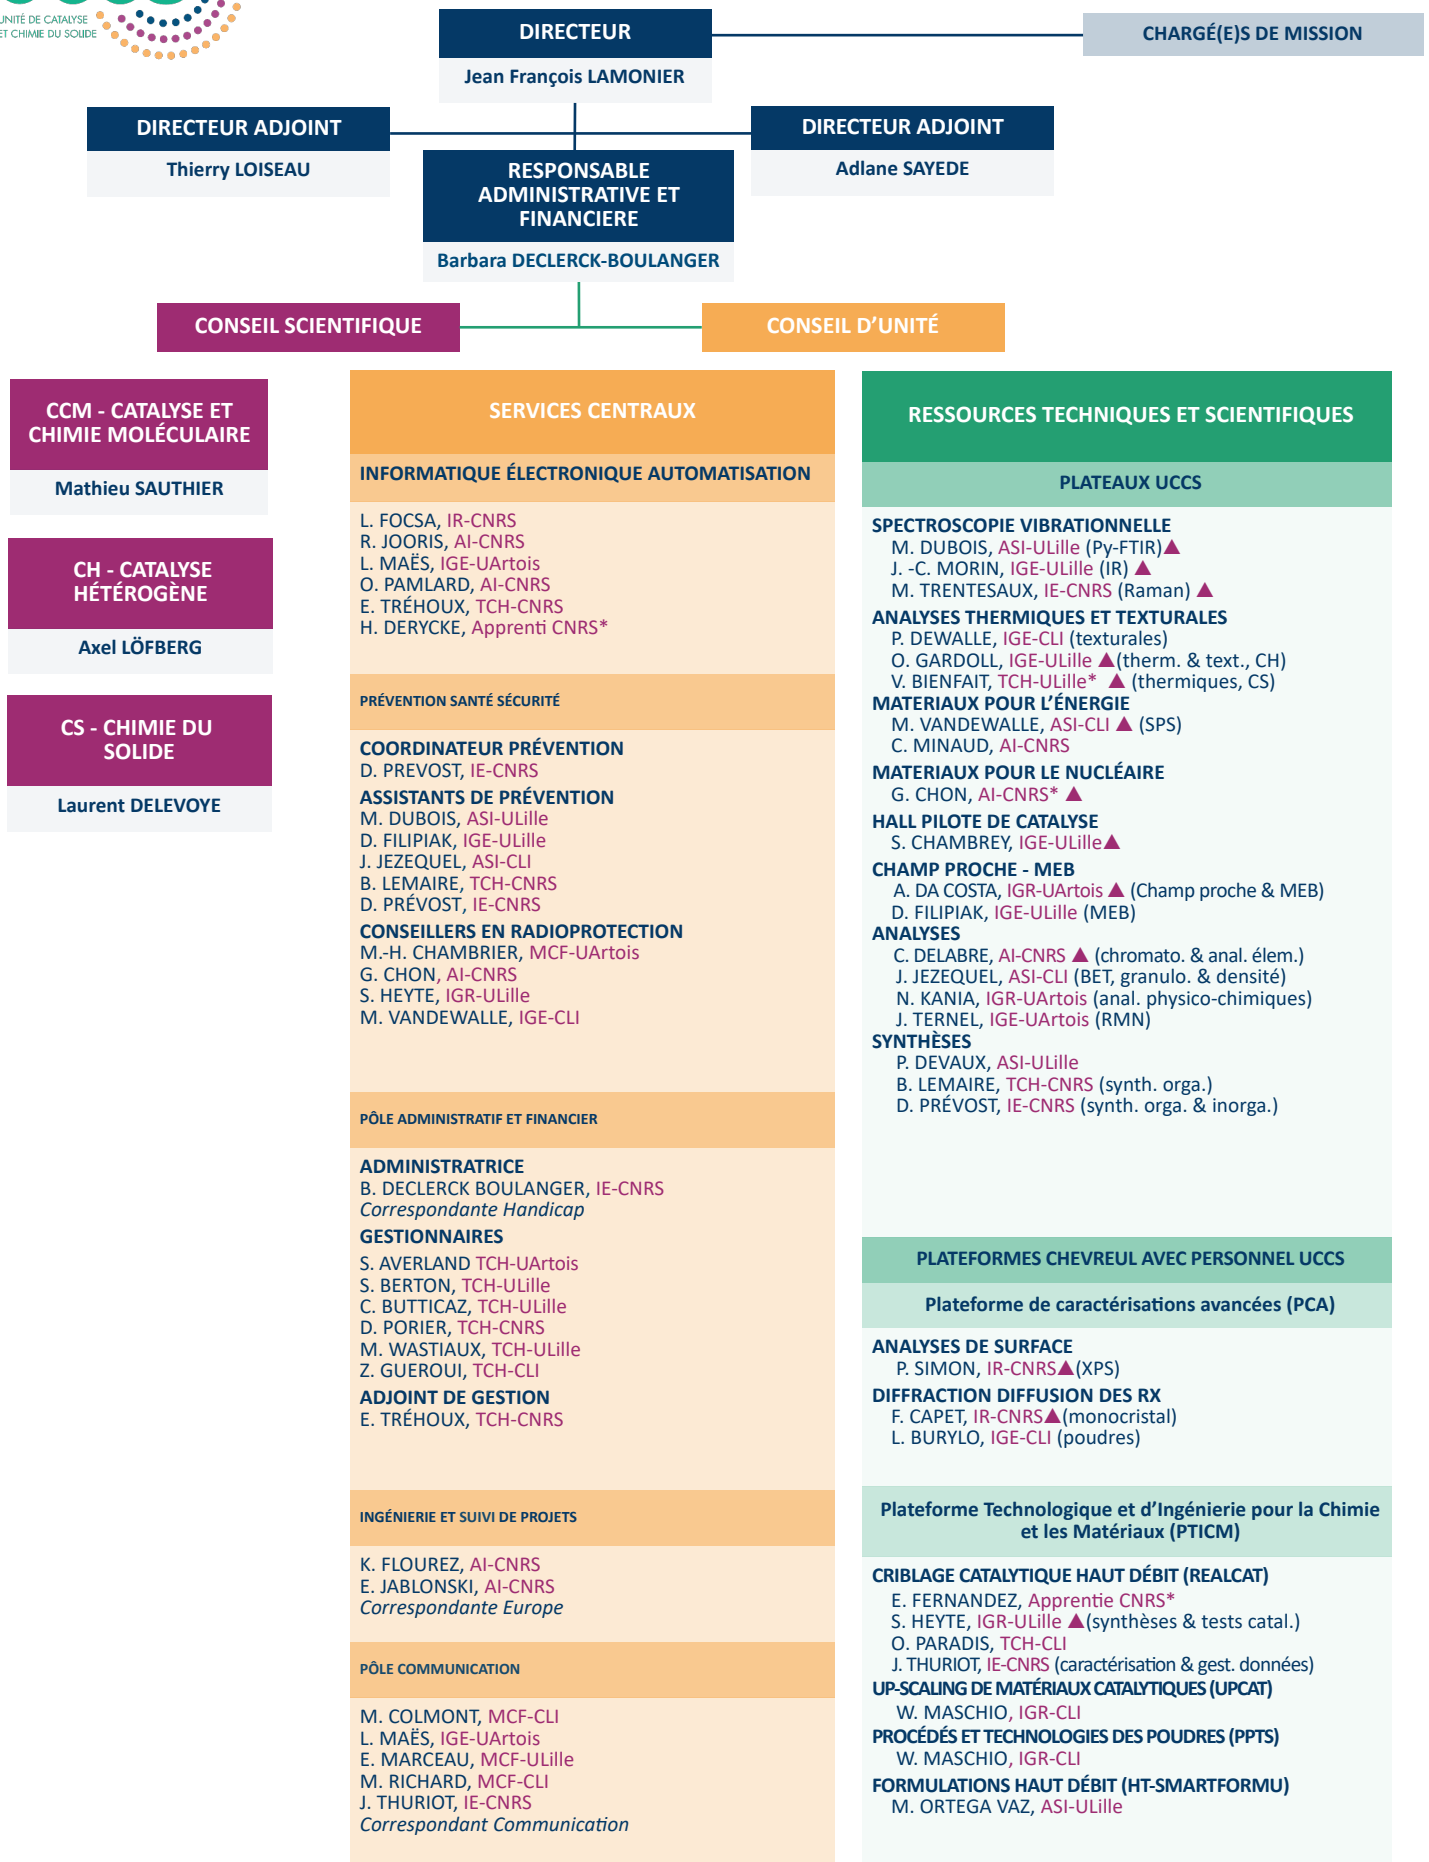 UNITÉ DE CATALYSE
ET CHIMIE DU SOLIDE
DIRECTEUR
Jean François LAMONIER
CHARGÉ(E)S DE MISSION
DIRECTEUR ADJOINT
Thierry LOISEAU
DIRECTEUR ADJOINT
Adlane SAYEDE
RESPONSABLE
ADMINISTRATIVE ET
FINANCIERE
Barbara DECLERCK-BOULANGER
CONSEIL SCIENTIFIQUE
CONSEIL D'UNITÉ
CCM - CATALYSE ET
CHIMIE MOLÉCULAIRE
Mathieu SAUTHIER
CH - CATALYSE
HÉTÉROGÈNE
Axel LÖFBERG
CS - CHIMIE DU
SOLIDE
Laurent DELEVOYE
SERVICES CENTRAUX
INFORMATIQUE ÉLECTRONIQUE AUTOMATISATION
L. FOCSA, IR-CNRS
R. JOORIS, AI-CNRS
L. MAËS, IGE-UArtois
O. PAMLARD, AI-CNRS
E. TRÉHOUX, TCH-CNRS
H. DERYCKE, Apprenti CNRS*
PRÉVENTION SANTÉ SÉCURITÉ
COORDINATEUR PRÉVENTION
D. PREVOST, IE-CNRS
ASSISTANTS DE PRÉVENTION
M. DUBOIS, ASI-ULille
D. FILIPIAK, IGE-ULille
J. JEZEQUEL, ASI-CLI
B. LEMAIRE, TCH-CNRS
D. PRÉVOST, IE-CNRS
CONSEILLERS EN RADIOPROTECTION
M.-H. CHAMBRIER, MCF-UArtois
G. CHON, AI-CNRS
S. HEYTE, IGR-ULille
M. VANDEWALLE, IGE-CLI
PÔLE ADMINISTRATIF ET FINANCIER
ADMINISTRATRICE
B. DECLERCK BOULANGER, IE-CNRS
Correspondante Handicap
GESTIONNAIRES
S. AVERLAND TCH-UArtois
S. BERTON, TCH-ULille
C. BUTTICAZ, TCH-ULille
D. PORIER, TCH-CNRS
M. WASTIAUX, TCH-ULille
Z. GUEROUI, TCH-CLI
ADJOINT DE GESTION
E. TRÉHOUX, TCH-CNRS
INGÉNIERIE ET SUIVI DE PROJETS
K. FLOUREZ, AI-CNRS
E. JABLONSKI, AI-CNRS
Correspondante Europe
PÔLE COMMUNICATION
M. COLMONT, MCF-CLI
L. MAËS, IGE-UArtois
E. MARCEAU, MCF-ULille
M. RICHARD, MCF-CLI
J. THURIOT, IE-CNRS
Correspondant Communication
RESSOURCES TECHNIQUES ET SCIENTIFIQUES
PLATEAUX UCCS
SPECTROSCOPIE VIBRATIONNELLE
M. DUBOIS, ASI-ULille (Py-FTIR)▲
J. -C. MORIN, IGE-ULille (IR) ▲
M. TRENTESAUX, IE-CNRS (Raman) ▲
ANALYSES THERMIQUES ET TEXTURALES
P. DEWALLE, IGE-CLI (texturales)
O. GARDOLL, IGE-ULille ▲(therm. & text., CH)
V. BIENFAIT, TCH-ULille* ▲ (thermiques, CS)
MATERIAUX POUR L'ÉNERGIE
M. VANDEWALLE, ASI-CLI ▲ (SPS)
C. MINAUD, AI-CNRS
MATERIAUX POUR LE NUCLÉAIRE
G. CHON, AI-CNRS* ▲
HALL PILOTE DE CATALYSE
S. CHAMBREY, IGE-ULille▲
CHAMP PROCHE - MEB
A. DA COSTA, IGR-UArtois ▲ (Champ proche & MEB)
D. FILIPIAK, IGE-ULille (MEB)
ANALYSES
C. DELABRE, AI-CNRS ▲ (chromato. & anal. élem.)
J. JEZEQUEL, ASI-CLI (BET, granulo. & densité)
N. KANIA, IGR-UArtois (anal. physico-chimiques)
J. TERNEL, IGE-UArtois (RMN)
SYNTHÈSES
P. DEVAUX, ASI-ULille
B. LEMAIRE, TCH-CNRS (synth. orga.)
D. PRÉVOST, IE-CNRS (synth. orga. & inorga.)
PLATEFORMES CHEVREUL AVEC PERSONNEL UCCS
Plateforme de caractérisations avancées (PCA)
ANALYSES DE SURFACE
P. SIMON, IR-CNRS▲(XPS)
DIFFRACTION DIFFUSION DES RX
F. CAPET, IR-CNRS▲(monocristal)
L. BURYLO, IGE-CLI (poudres)
Plateforme Technologique et d'Ingénierie pour la Chimie
et les Matériaux (PTICM)
CRIBLAGE CATALYTIQUE HAUT DÉBIT (REALCAT)
E. FERNANDEZ, Apprentie CNRS*
S. HEYTE, IGR-ULille ▲(synthèses & tests catal.)
O. PARADIS, TCH-CLI
J. THURIOT, IE-CNRS (caractérisation & gest. données)
UP-SCALING DE MATÉRIAUX CATALYTIQUES (UPCAT)
W. MASCHIO, IGR-CLI
PROCÉDÉS ET TECHNOLOGIES DES POUDRES (PPTS)
W. MASCHIO, IGR-CLI
FORMULATIONS HAUT DÉBIT (HT-SMARTFORMU)
M. ORTEGA VAZ, ASI-ULille